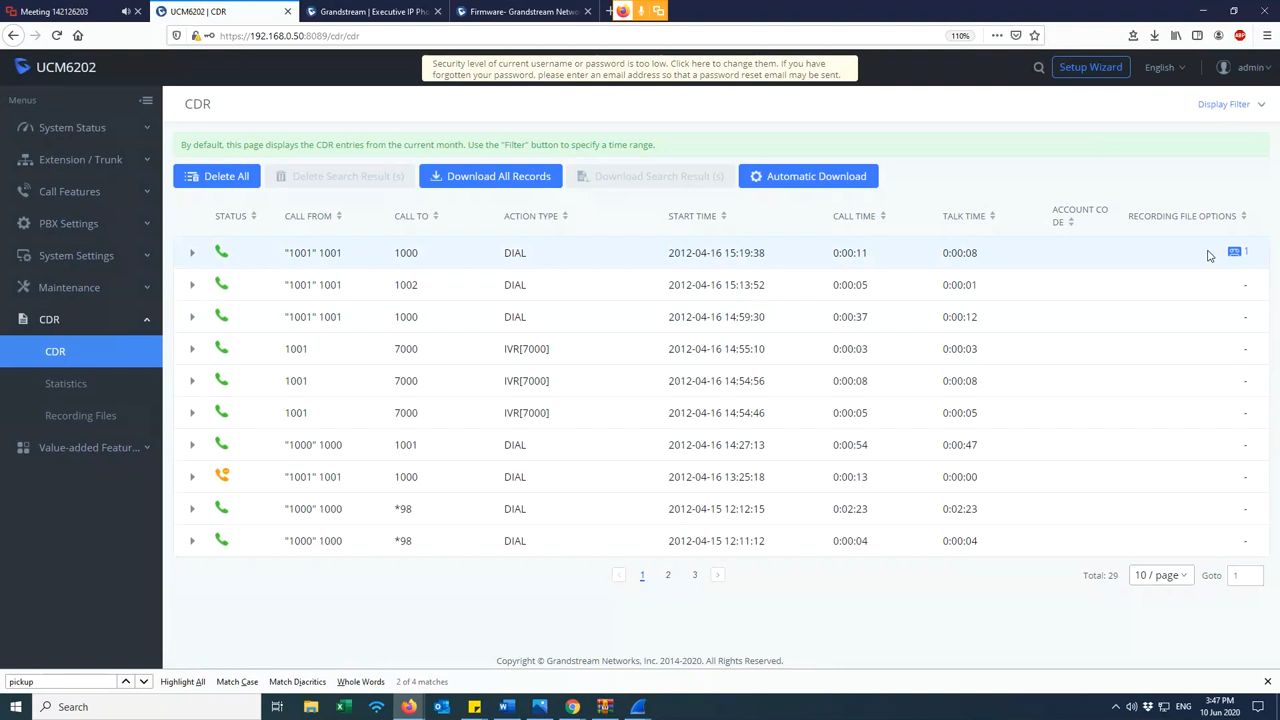 Meeting 142126203
UCM6202 | CDR
Grandstream | Executive IP Pho
Firmware- Grandstream Netwo
https://192.168.0.50:8089/cdr/cdr
110%
UCM6202
Security level of current username or password is too low. Click here to change them. If you have
forgotten your password, please enter an email address so that a password reset email may be sent.
Setup Wizard
English
admin
Menus
System Status
Extension / Trunk
Call Features
PBX Settings
System Settings
Maintenance
CDR
CDR
Statistics
Recording Files
Value-added Featur...
CDR
Display Filter
By default, this page displays the CDR entries from the current month. Use the "Filter" button to specify a time range.
Delete All Delete Search Result (s) Download All Records Download Search Result (s) Automatic Download
STATUS CALL FROM CALL TO ACTION TYPE START TIME CALL TIME TALK TIME ACCOUNT CO
DE RECORDING FILE OPTIONS
"1001" 1001 1000 DIAL 2012-04-16 15:19:38 0:00:11 0:00:08 1
"1001" 1001 1002 DIAL 2012-04-16 15:13:52 0:00:05 0:00:01 -
"1001" 1001 1000 DIAL 2012-04-16 14:59:30 0:00:37 0:00:12 -
1001 7000 IVR[7000] 2012-04-16 14:55:10 0:00:03 0:00:03 -
1001 7000 IVR[7000] 2012-04-16 14:54:56 0:00:08 0:00:08 -
1001 7000 IVR[7000] 2012-04-16 14:54:46 0:00:05 0:00:05 -
"1000" 1000 1001 DIAL 2012-04-16 14:27:13 0:00:54 0:00:47 -
"1001" 1001 1000 DIAL 2012-04-16 13:25:18 0:00:13 0:00:00 -
"1000" 1000 *98 DIAL 2012-04-15 12:12:15 0:02:23 0:02:23 -
"1000" 1000 *98 DIAL 2012-04-15 12:11:12 0:00:04 0:00:04 -
< 1 2 3 > Total: 29 10 / page Goto 1
Copyright © Grandstream Networks, Inc. 2014-2020. All Rights Reserved.
pickup Highlight All Match Case Match Diacritics Whole Words 2 of 4 matches
Search
ENG
3:47 PM
10 Jun 2020